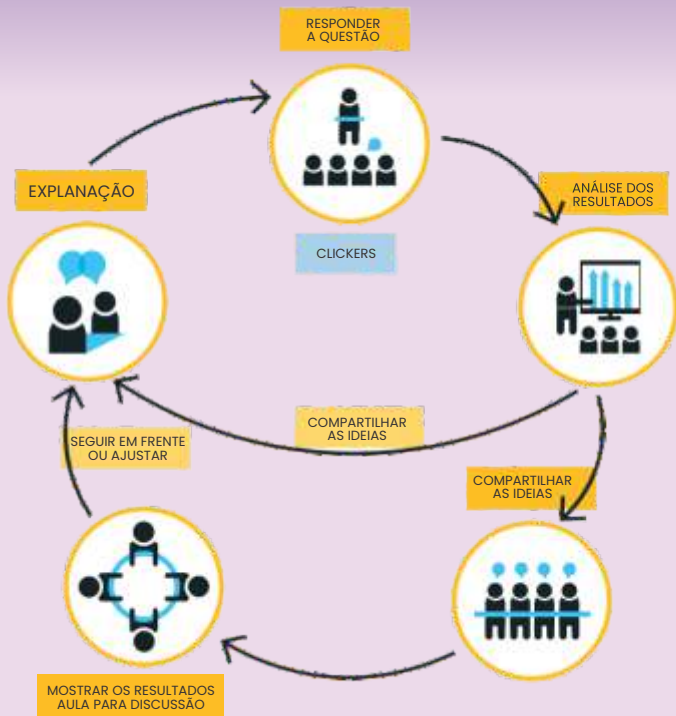 RESPONDER
A QUESTÃO
EXPLANAÇÃO
ANÁLISE DOS
RESULTADOS
CLICKERS
COMPARTILHAR
AS IDEIAS
SEGUIR EM FRENTE
OU AJUSTAR
COMPARTILHAR
AS IDEIAS
MOSTRAR OS RESULTADOS
AULA PARA DISCUSSÃO